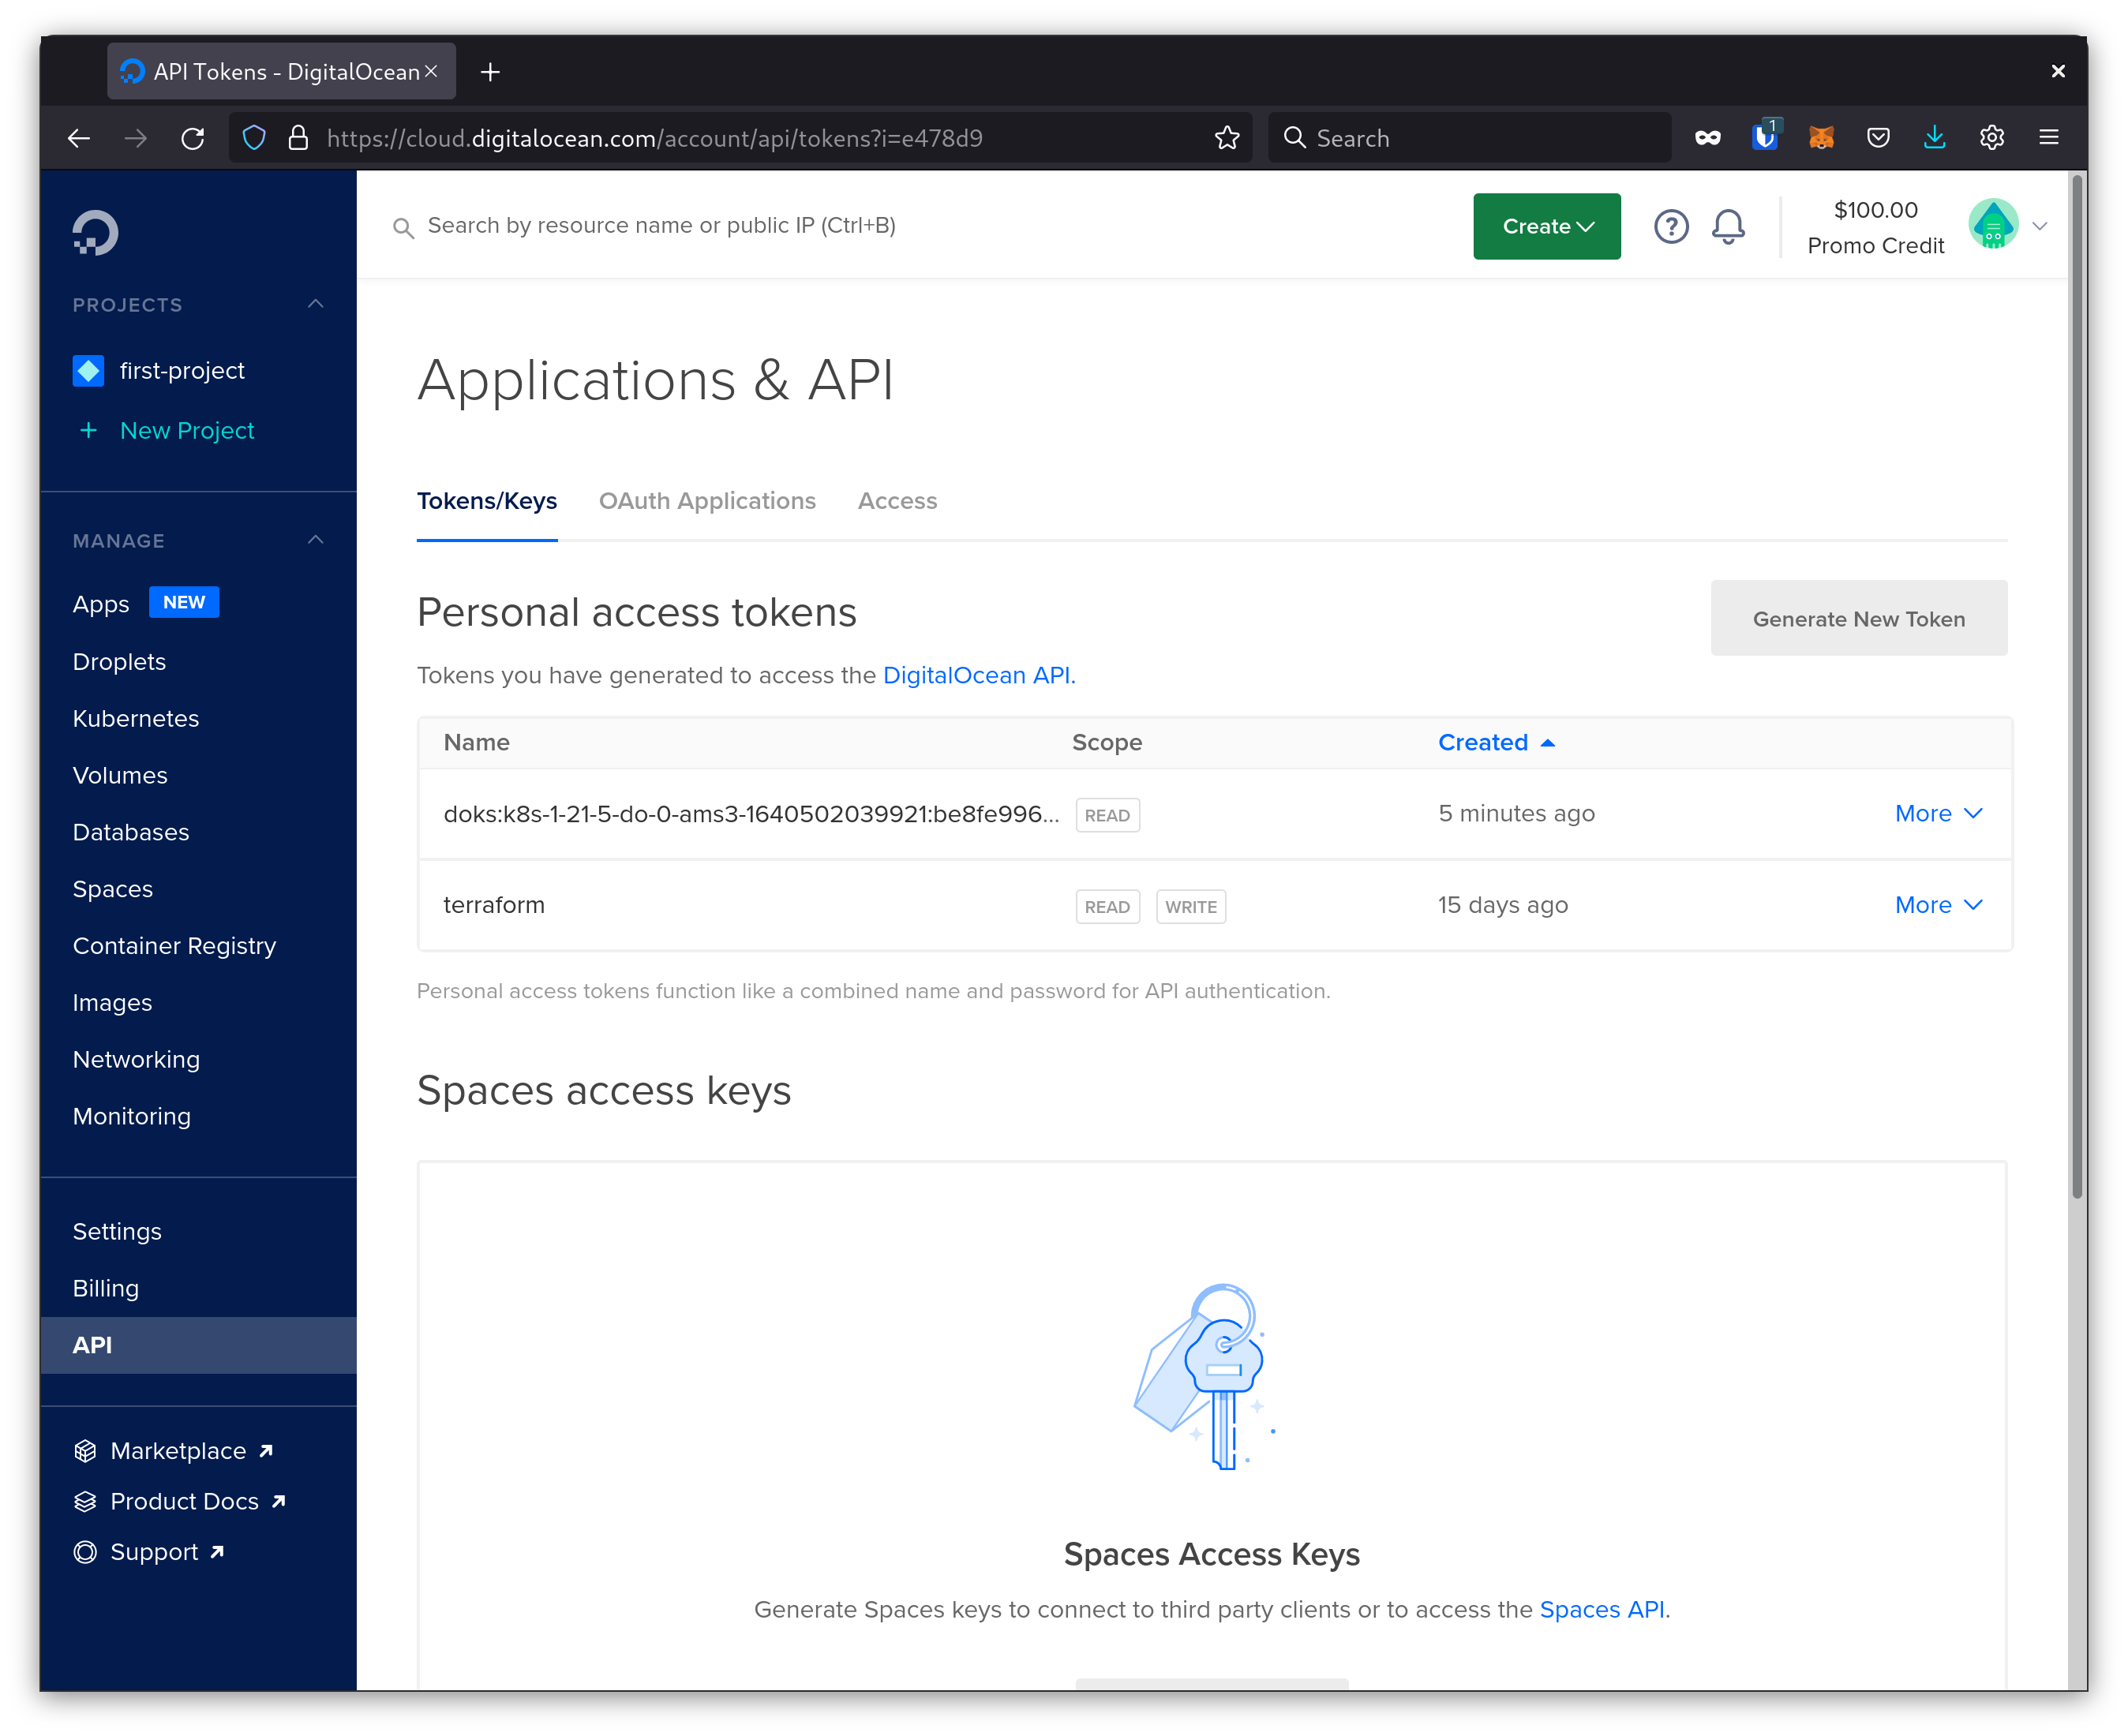 API Tokens - DigitalOcean
https://cloud.digitalocean.com/account/api/tokens?i=e478d9
Search
1
Search by resource name or public IP (Ctrl+B)
Create
$100.00
Promo Credit
PROJECTS
first-project
+ New Project
MANAGE
Apps NEW
Droplets
Kubernetes
Volumes
Databases
Spaces
Container Registry
Images
Networking
Monitoring
Settings
Billing
API
Marketplace
Product Docs
Support
Applications & API
Tokens/Keys OAuth Applications Access
Personal access tokens
Generate New Token
Tokens you have generated to access the DigitalOcean API.
Name Scope Created
doks:k8s-1-21-5-do-0-ams3-1640502039921:be8fe996... READ 5 minutes ago More
terraform READ WRITE 15 days ago More
Personal access tokens function like a combined name and password for API authentication.
Spaces access keys
Spaces Access Keys
Generate Spaces keys to connect to third party clients or to access the Spaces API.